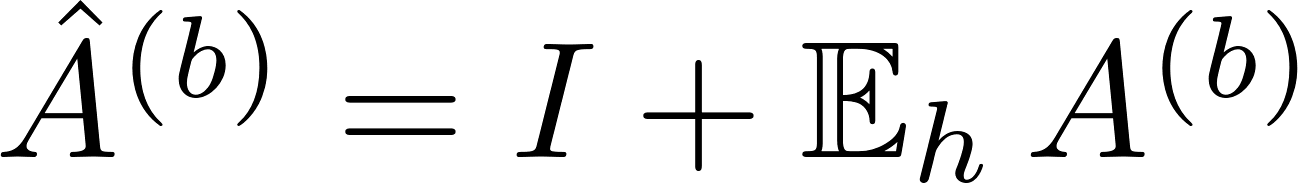 $\hat{A}^{(b)} = I + \mathbb{E}_h A^{(b)}$